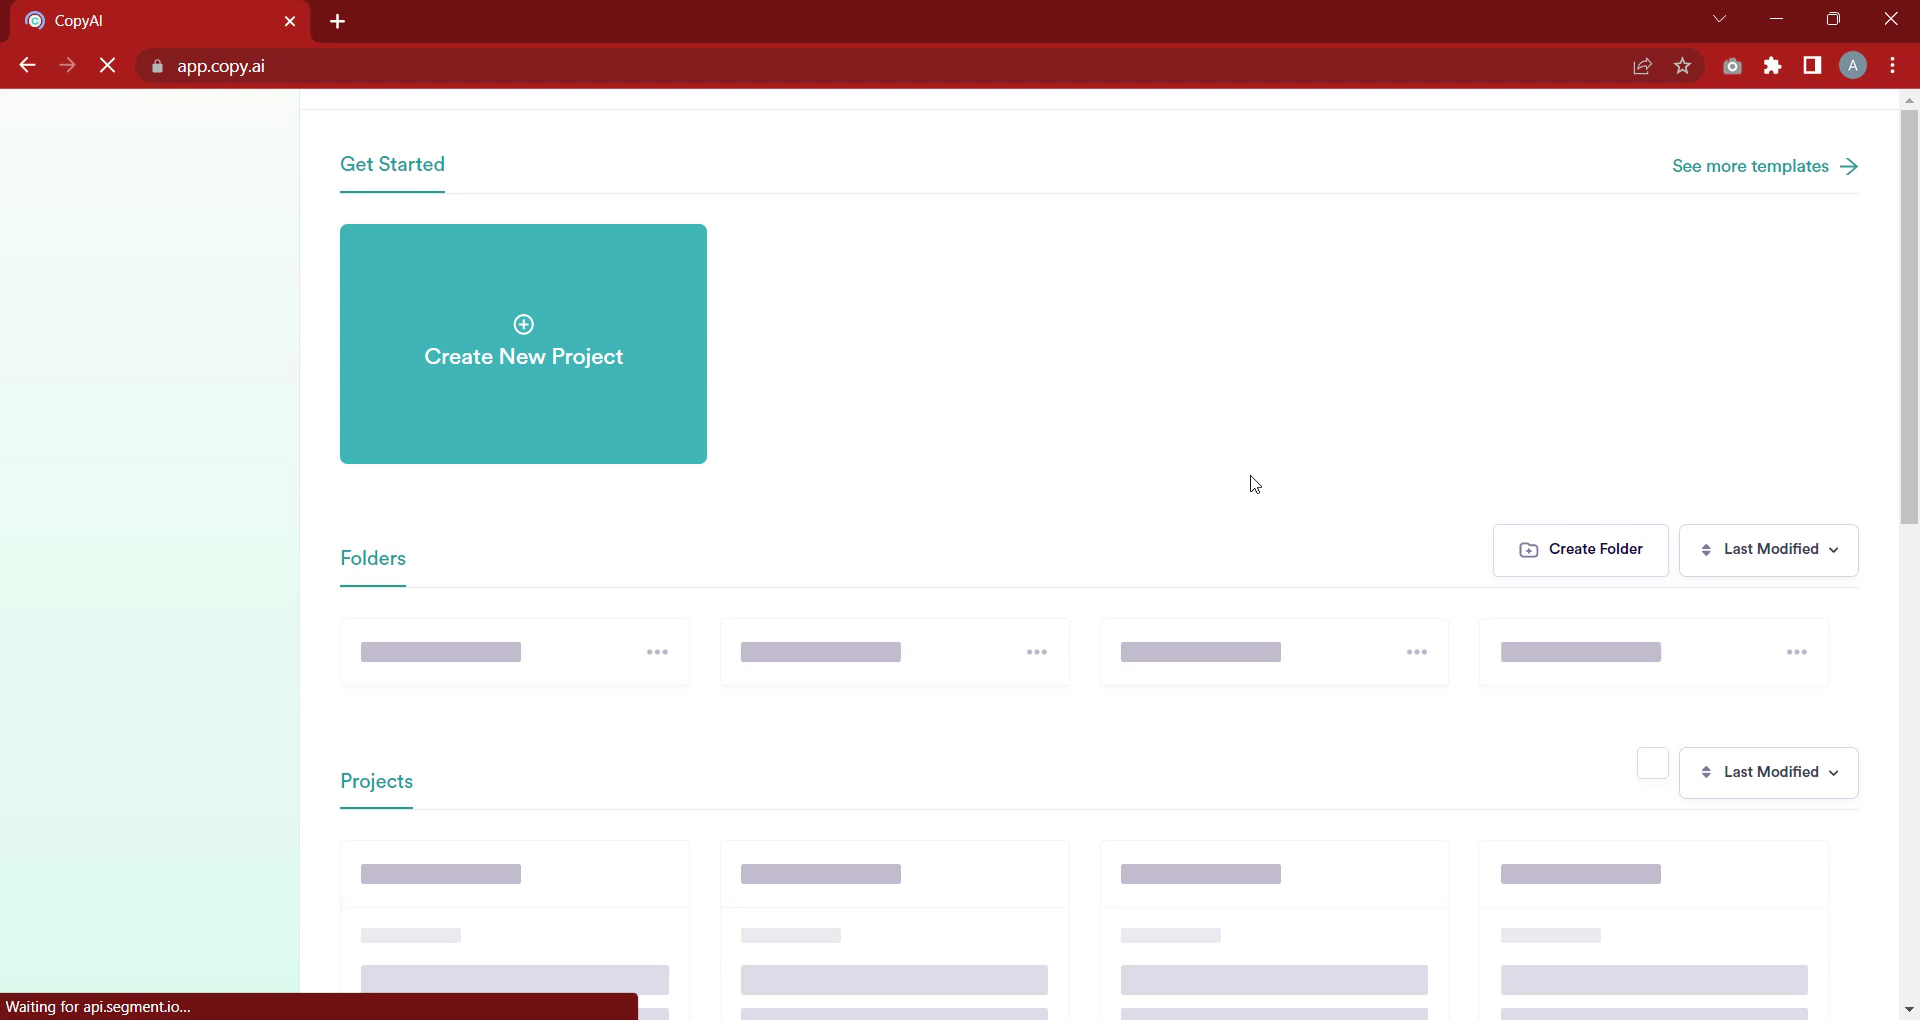 CopyAI
app.copy.ai
A
Get Started
See more templates
Create New Project
Folders
Create Folder
Last Modified
Projects
Last Modified
Waiting for api.segment.io...